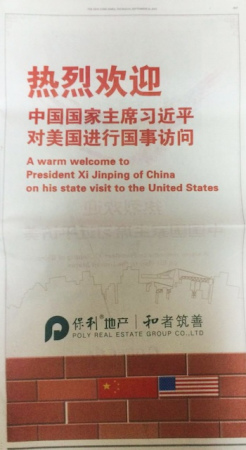 热烈欢迎
中国国家主席习近平
对美国进行国事访问
A warm welcome to
President Xi Jinping of China
on his state visit to the United States
保利®地产 | 和者筑善
POLY REAL ESTATE GROUP CO.,LTD